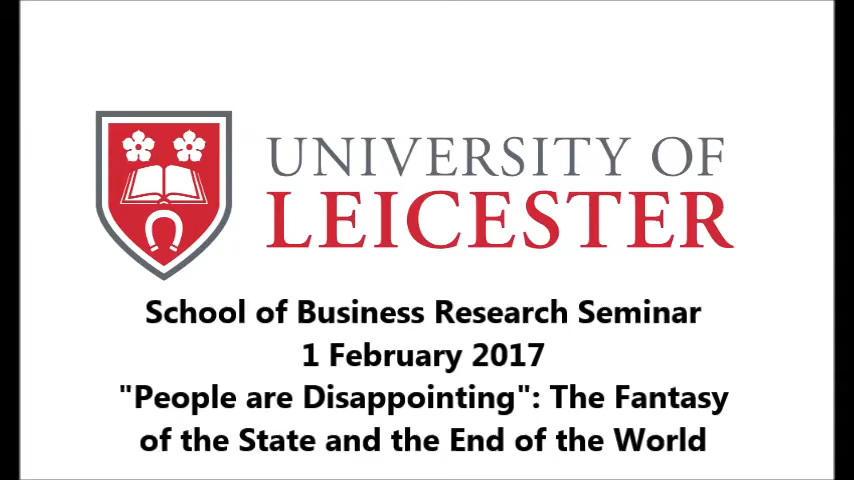 UNIVERSITY OF
LEICESTER
School of Business Research Seminar
1 February 2017
"People are Disappointing": The Fantasy
of the State and the End of the World